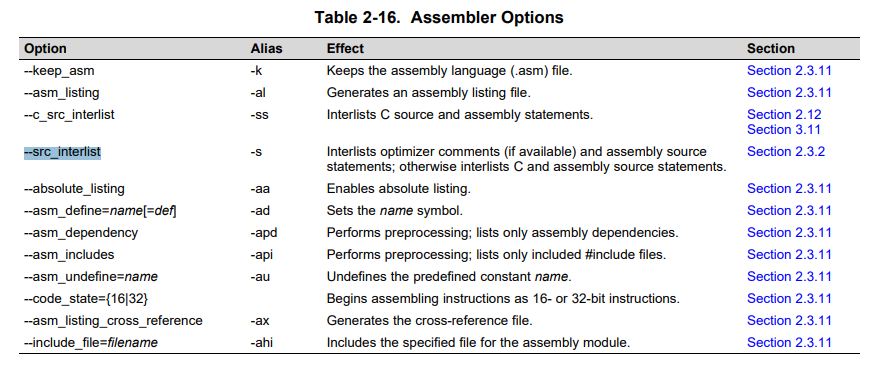 Table 2-16. Assembler Options
Option Alias Effect Section
--keep_asm -k Keeps the assembly language (.asm) file. Section 2.3.11
--asm_listing -al Generates an assembly listing file. Section 2.3.11
--c_src_interlist -ss Interlists C source and assembly statements. Section 2.12
Section 3.11
--src_interlist -s Interlists optimizer comments (if available) and assembly source Section 2.3.2
statements; otherwise interlists C and assembly source statements.
--absolute_listing -aa Enables absolute listing. Section 2.3.11
--asm_define=name[=def] -ad Sets the name symbol. Section 2.3.11
--asm_dependency -apd Performs preprocessing; lists only assembly dependencies. Section 2.3.11
--asm_includes -api Performs preprocessing; lists only included #include files. Section 2.3.11
--asm_undefine=name -au Undefines the predefined constant name. Section 2.3.11
--code_state={16|32} Begins assembling instructions as 16- or 32-bit instructions. Section 2.3.11
--asm_listing_cross_reference -ax Generates the cross-reference file. Section 2.3.11
--include_file=filename -ahi Includes the specified file for the assembly module. Section 2.3.11